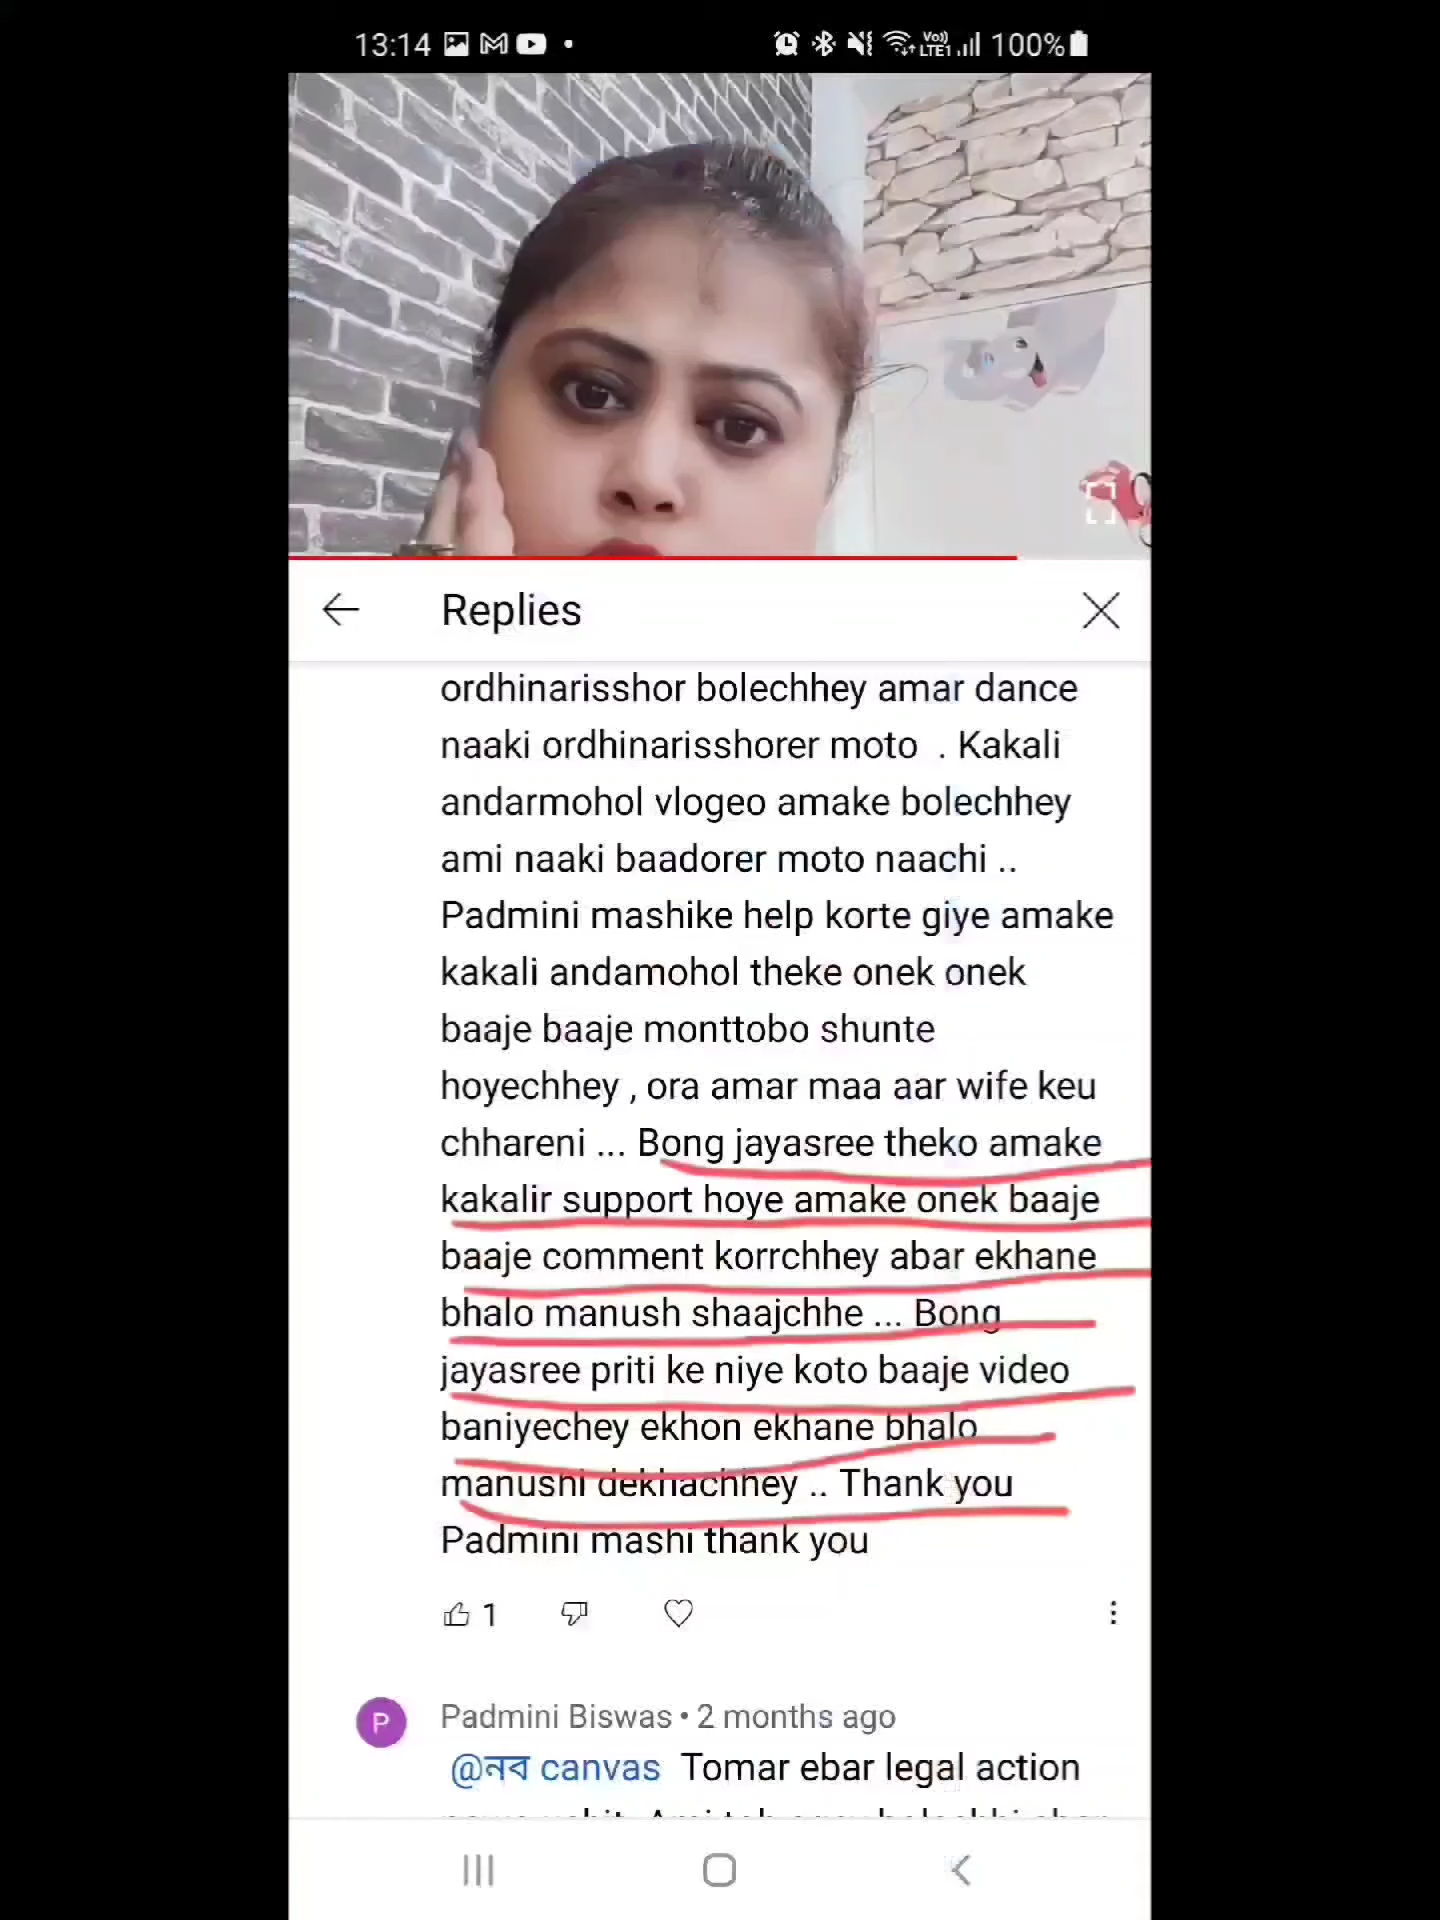 13:14
Vo))
LTE1
100%
Replies
ordhinarisshor bolechhey amar dance
naaki ordhinarisshorer moto . Kakali
andarmohol vlogeo amake bolechhey
ami naaki baadorer moto naachi ..
Padmini mashike help korte giye amake
kakali andamohol theke onek onek
baaje baaje monttobo shunte
hoyechhey , ora amar maa aar wife keu
chhareni ... Bong jayasree theko amake
kakalir support hoye amake onek baaje
baaje comment korrchhey abar ekhane
bhalo manush shaajchhe ... Bong
jayasree priti ke niye koto baaje video
baniyechey ekhon ekhane bhalo
manushi dekhachhey .. Thank you
Padmini mashi thank you
1
P
Padmini Biswas • 2 months ago
@নব canvas Tomar ebar legal action